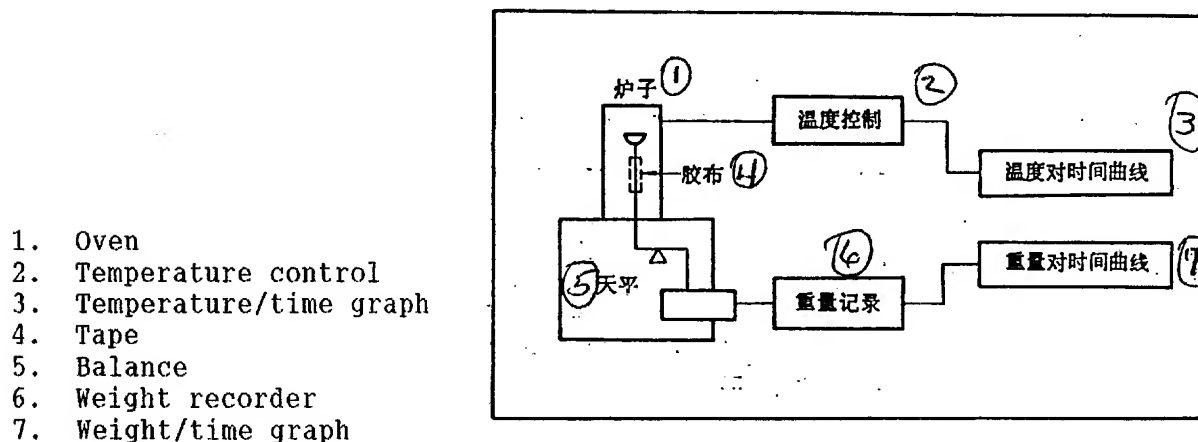 1. Oven
2. Temperature control
3. Temperature/time graph
4. Tape
5. Balance
6. Weight recorder
7. Weight/time graph
炉子 ①
温度控制 ②
温度对时间曲线 ③
胶布 ④
⑤ 天平
重量记录 ⑥
重量对时间曲线 ⑦